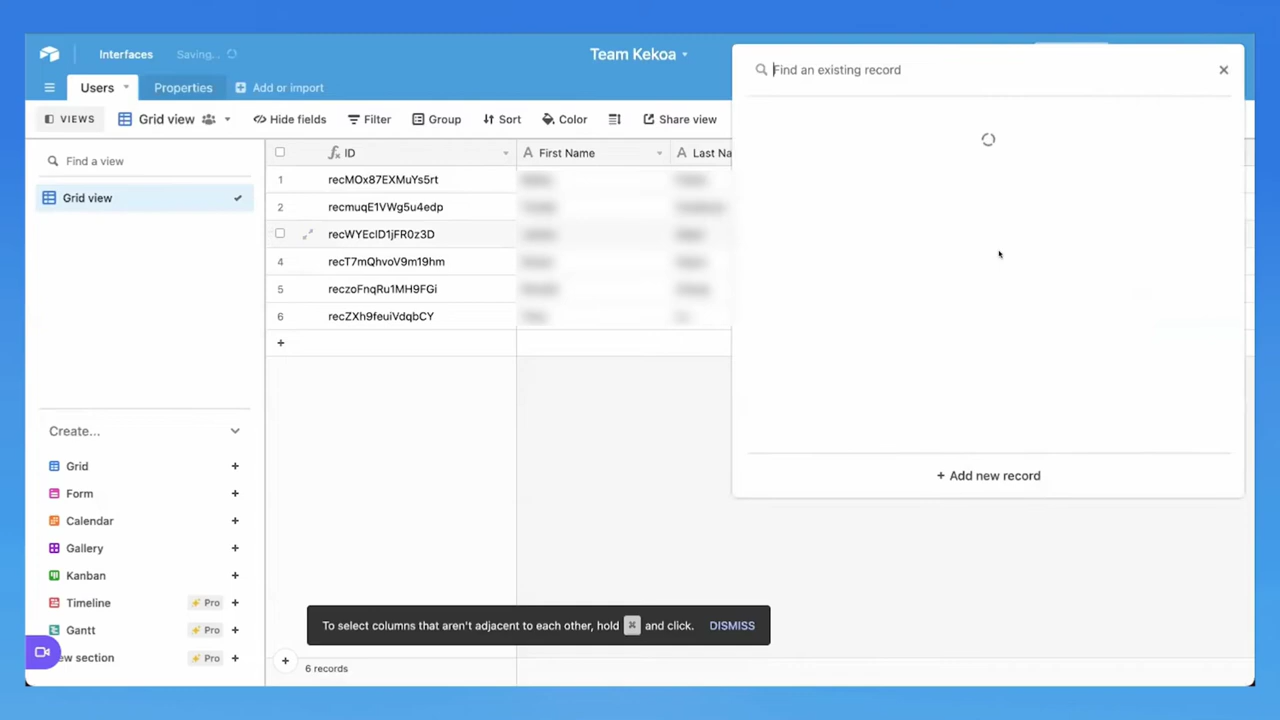 Interfaces
Saving...
Team Kekoa
Users
Properties
Add or import
VIEWS
Grid view
Hide fields
Filter
Group
Sort
Color
Share view
Find an existing record
Find a view
Grid view
ID
First Name
Last Na
1 recMOx87EXMuYs5rt
2 recmuqE1VWg5u4edp
recWYEcID1jFR0z3D
4 recT7mQhvoV9m19hm
5 reczoFnqRu1MH9FGi
6 recZXh9feuiVdqbCY
+
+ Add new record
Create...
Grid +
Form +
Calendar +
Gallery +
Kanban +
Timeline Pro +
Gantt Pro +
ew section Pro +
To select columns that aren't adjacent to each other, hold ⌘ and click. DISMISS
+
6 records